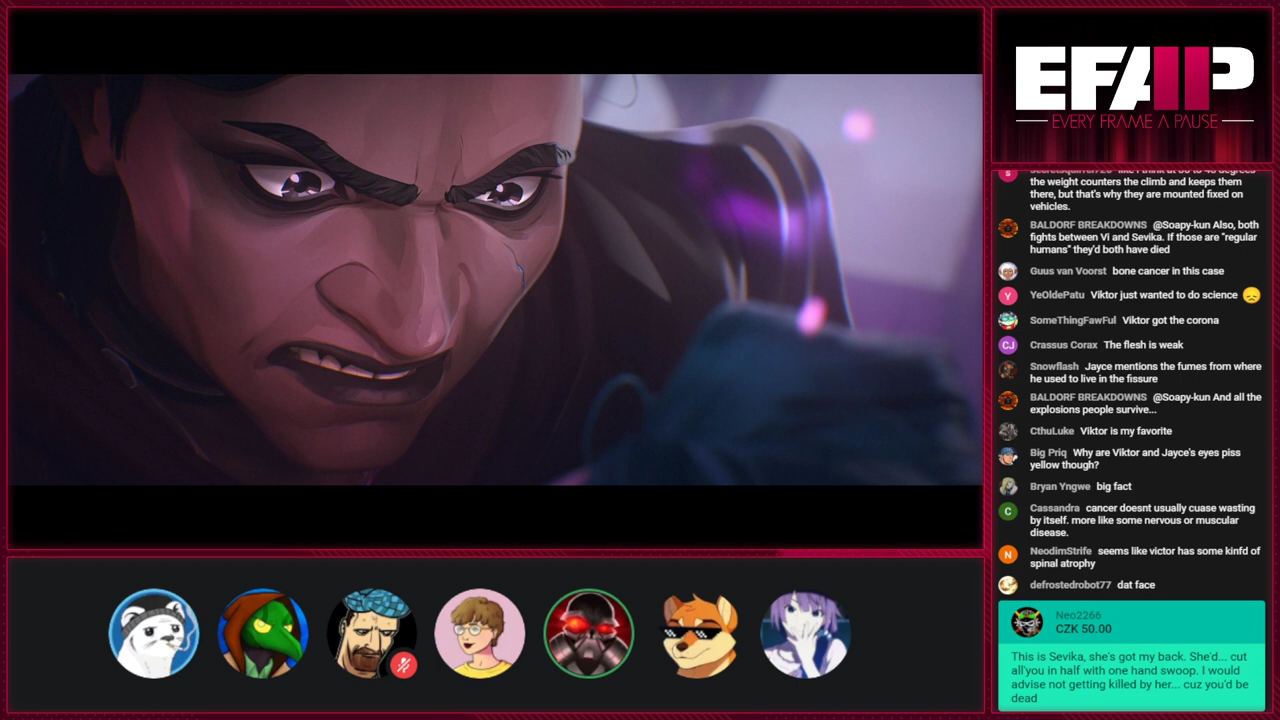 EFAP
EVERY FRAME A PAUSE
the weight counters the climb and keeps them
there, but that's why they are mounted fixed on
vehicles.
BALDORF BREAKDOWNS @Soapy-kun Also, both
fights between Vi and Sevika. If those are "regular
humans" they'd both have died
Guus van Voorst bone cancer in this case
Y YeOldePatu Viktor just wanted to do science
SomeThingFawFul Viktor got the corona
CJ Crassus Corax The flesh is weak
Snowflash Jayce mentions the fumes from where
he used to live in the fissure
BALDORF BREAKDOWNS @Soapy-kun And all the
explosions people survive...
CthuLuke Viktor is my favorite
Big Priq Why are Viktor and Jayce's eyes piss
yellow though?
Bryan Yngwe big fact
C Cassandra cancer doesnt usually cuase wasting
by itself. more like some nervous or muscular
disease.
N NeodimStrife seems like victor has some kinfd of
spinal atrophy
defrostedrobot77 dat face
Neo2266
CZK 50.00
This is Sevika, she's got my back. She'd... cut
all'you in half with one hand swoop. I would
advise not getting killed by her... cuz you'd be
dead